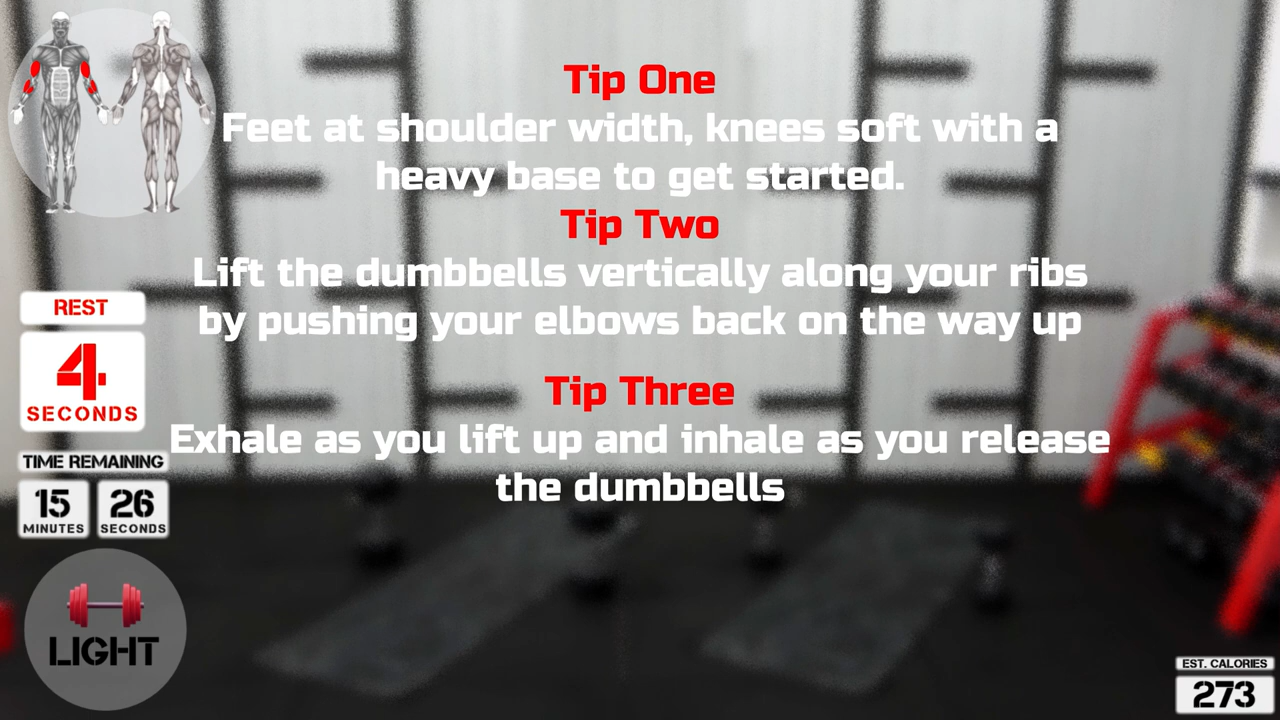 Tip One
Feet at shoulder width, knees soft with a
heavy base to get started.
Tip Two
Lift the dumbbells vertically along your ribs
by pushing your elbows back on the way up
Tip Three
Exhale as you lift up and inhale as you release
the dumbbells
REST
4
SECONDS
TIME REMAINING
15 26
MINUTES SECONDS
LIGHT
EST. CALORIES
273